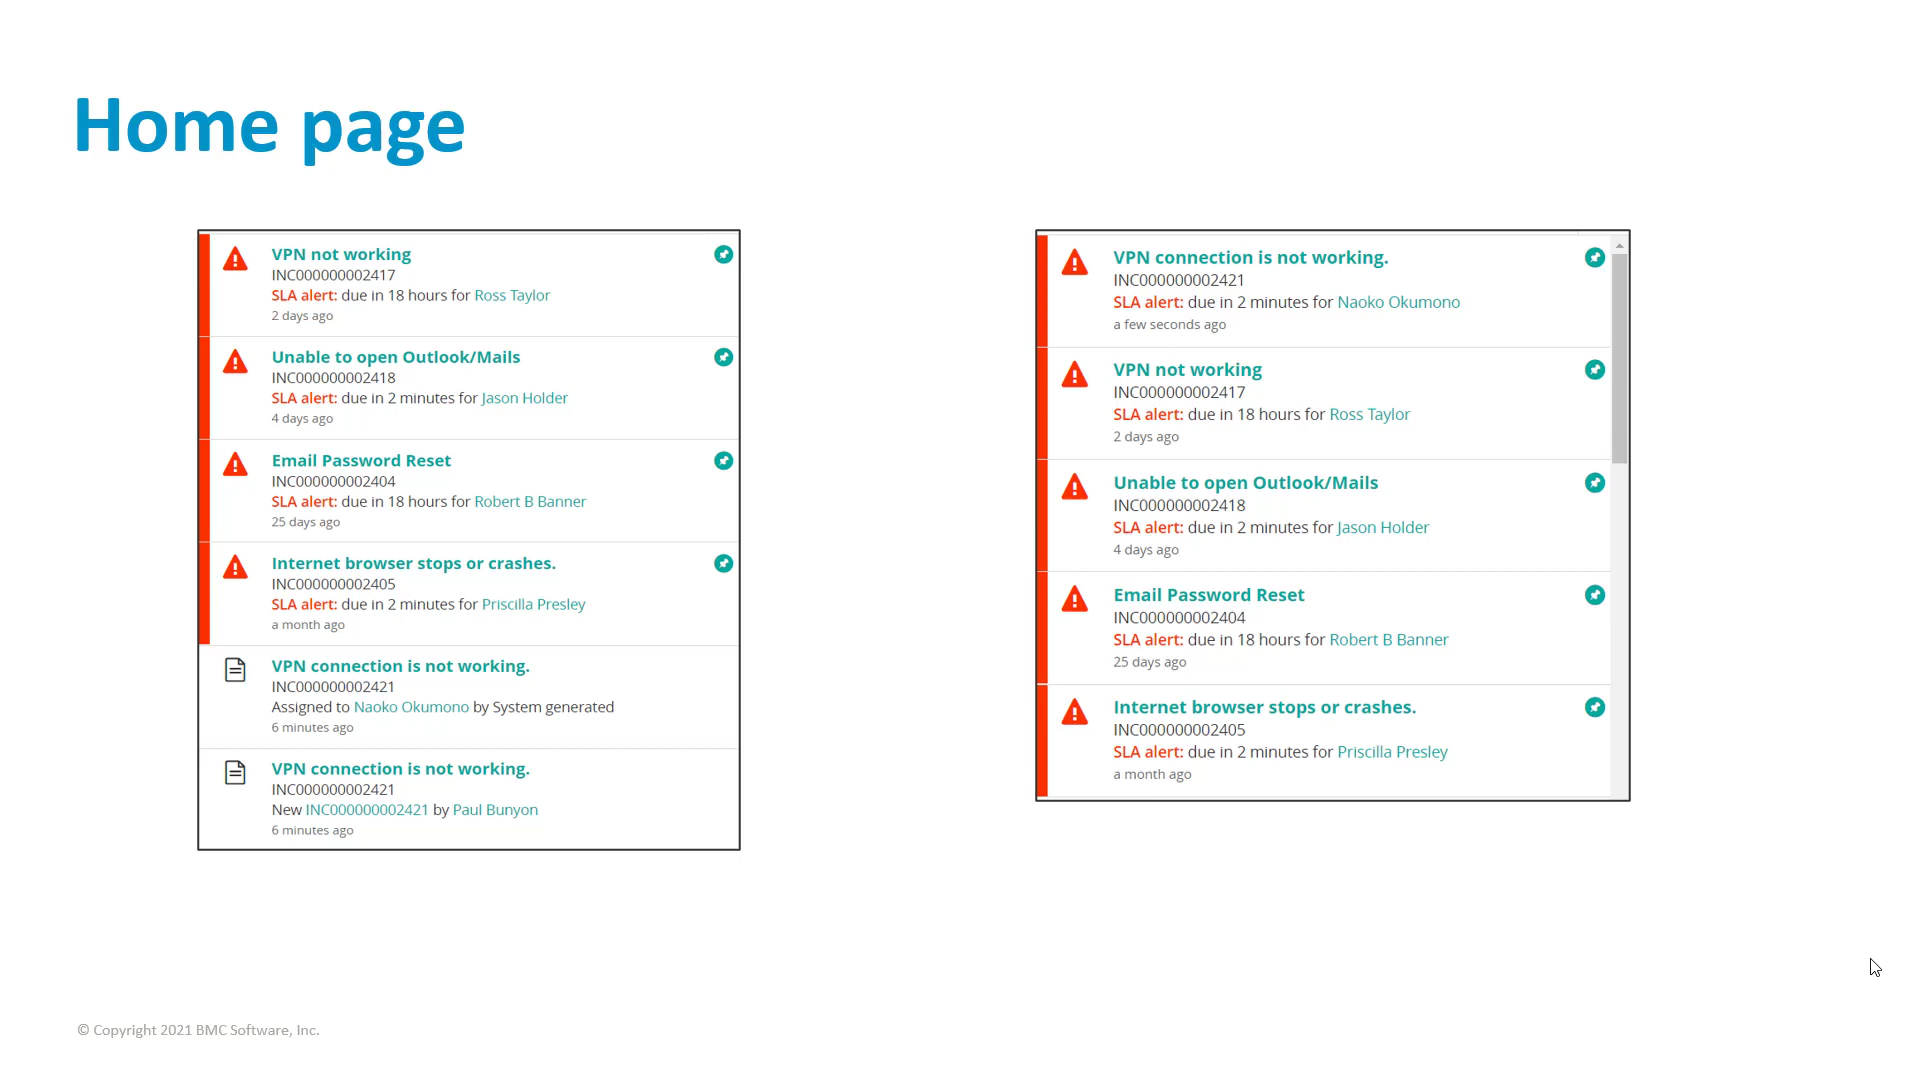 Home page
VPN not working
INC000000002417
SLA alert: due in 18 hours for Ross Taylor
2 days ago
Unable to open Outlook/Mails
INC000000002418
SLA alert: due in 2 minutes for Jason Holder
4 days ago
Email Password Reset
INC000000002404
SLA alert: due in 18 hours for Robert B Banner
25 days ago
Internet browser stops or crashes.
INC000000002405
SLA alert: due in 2 minutes for Priscilla Presley
a month ago
VPN connection is not working.
INC000000002421
Assigned to Naoko Okumono by System generated
6 minutes ago
VPN connection is not working.
INC000000002421
New INC000000002421 by Paul Bunyon
6 minutes ago
VPN connection is not working.
INC000000002421
SLA alert: due in 2 minutes for Naoko Okumono
a few seconds ago
VPN not working
INC000000002417
SLA alert: due in 18 hours for Ross Taylor
2 days ago
Unable to open Outlook/Mails
INC000000002418
SLA alert: due in 2 minutes for Jason Holder
4 days ago
Email Password Reset
INC000000002404
SLA alert: due in 18 hours for Robert B Banner
25 days ago
Internet browser stops or crashes.
INC000000002405
SLA alert: due in 2 minutes for Priscilla Presley
a month ago
© Copyright 2021 BMC Software, Inc.